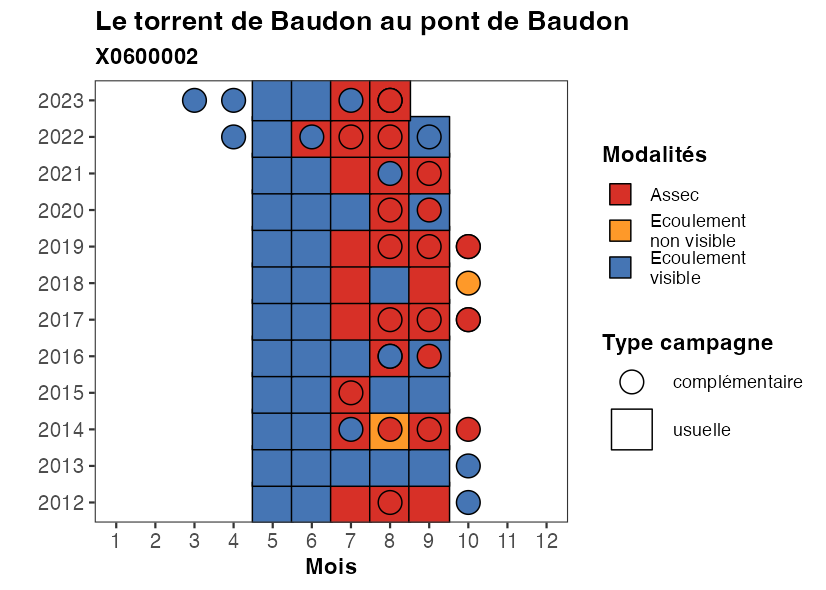 Le torrent de Baudon au pont de Baudon
X0600002
2023
2022
2021
2020
2019
2018
2017
2016
2015
2014
2013
2012
1 2 3 4 5 6 7 8 9 10 11 12
Mois
Modalités
Assec
Ecoulement
non visible
Ecoulement
visible
Type campagne
complémentaire
usuelle